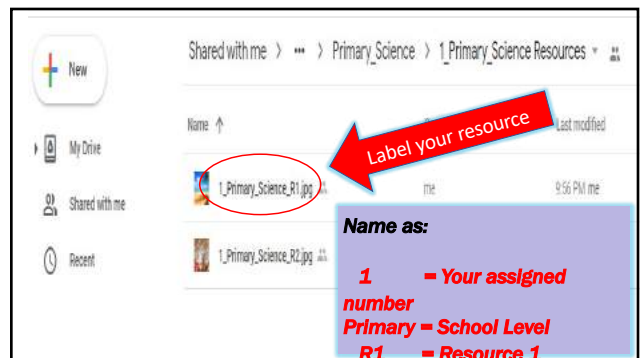 Shared with me > ••• > Primary_Science > 1_Primary_Science Resources
New
Name ↑
Last modified
Label your resource
My Drive
1_Primary_Science_R1.jpg
me
9:56 PM me
Shared with me
Name as:
Recent
1_Primary_Science_R2.jpg
1 = Your assigned
number
Primary = School Level
R1 = Resource 1